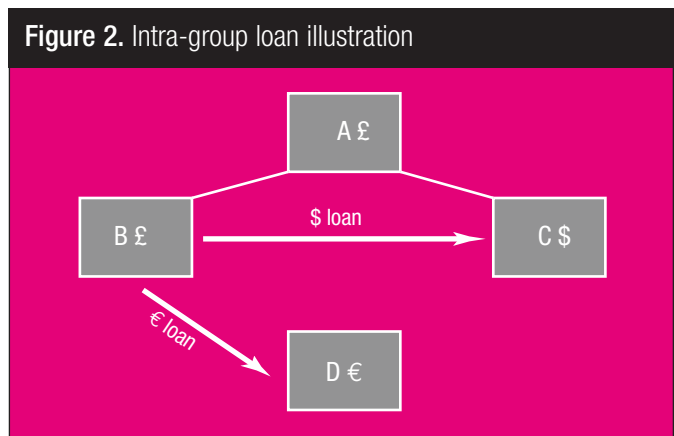 Figure 2. Intra-group loan illustration
A £
B £
$ loan
C $
€ loan
D €